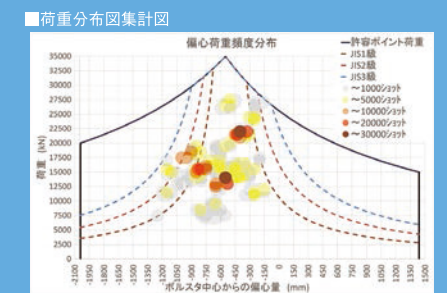 ■荷重分布図集計図
偏心荷重頻度分布
許容ポイント荷重
JIS1級
JIS2級
JIS3級
～1000ショット
～5000ショット
～10000ショット
～20000ショット
～30000ショット
荷重 (kN)
35000
32500
30000
27500
25000
22500
20000
17500
15000
12500
10000
7500
5000
2500
0
-2100 -1950 -1800 -1650 -1500 -1350 -1200 -1050 -900 -750 -600 -450 -300 -150 0 150 300 450 600 750 900 1050 1200 1350 1500
ボルスタ中心からの偏心量 (mm)